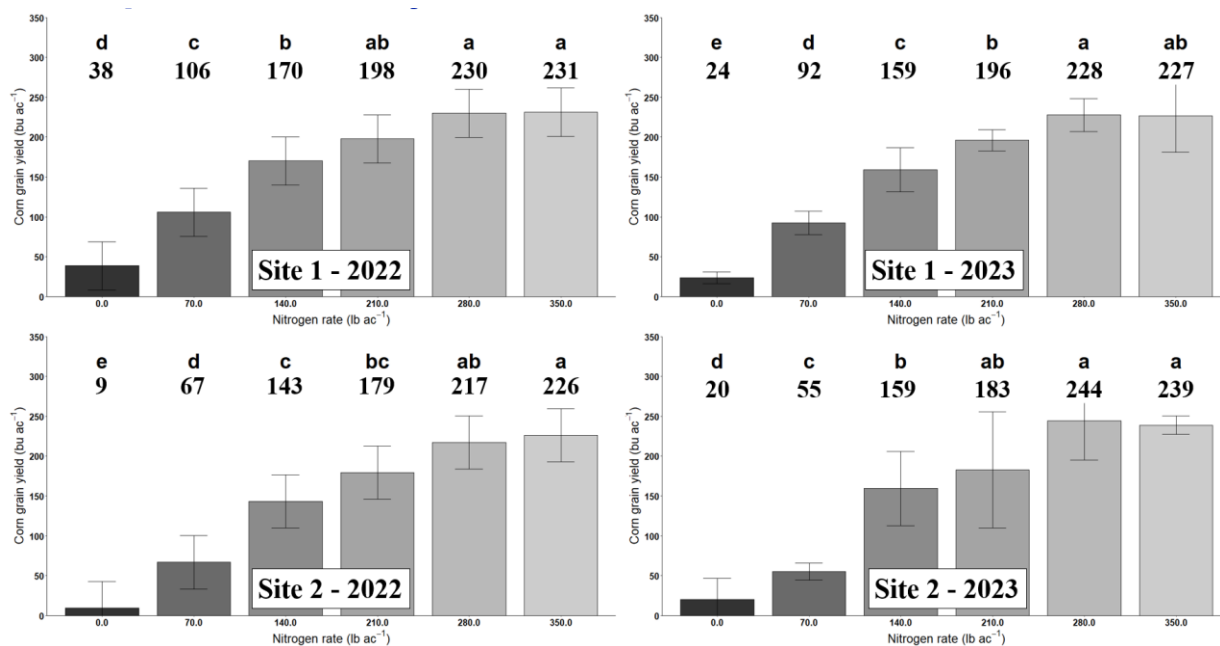 350
d c b ab a a
300
38 106 170 198 230 231
250
200
150
100
50
0
Corn grain yield (bu ac⁻¹)
Site 1 - 2022
0.0 70.0 140.0 210.0 280.0 350.0
Nitrogen rate (lb ac⁻¹)
350
e d c b a ab
300
24 92 159 196 228 227
250
200
150
100
50
0
Corn grain yield (bu ac⁻¹)
Site 1 - 2023
0.0 70.0 140.0 210.0 280.0 350.0
Nitrogen rate (lb ac⁻¹)
350
e d c bc ab a
300
9 67 143 179 217 226
250
200
150
100
50
0
Corn grain yield (bu ac⁻¹)
Site 2 - 2022
0.0 70.0 140.0 210.0 280.0 350.0
Nitrogen rate (lb ac⁻¹)
350
d c b ab a a
300
20 55 159 183 244 239
250
200
150
100
50
0
Corn grain yield (bu ac⁻¹)
Site 2 - 2023
0.0 70.0 140.0 210.0 280.0 350.0
Nitrogen rate (lb ac⁻¹)